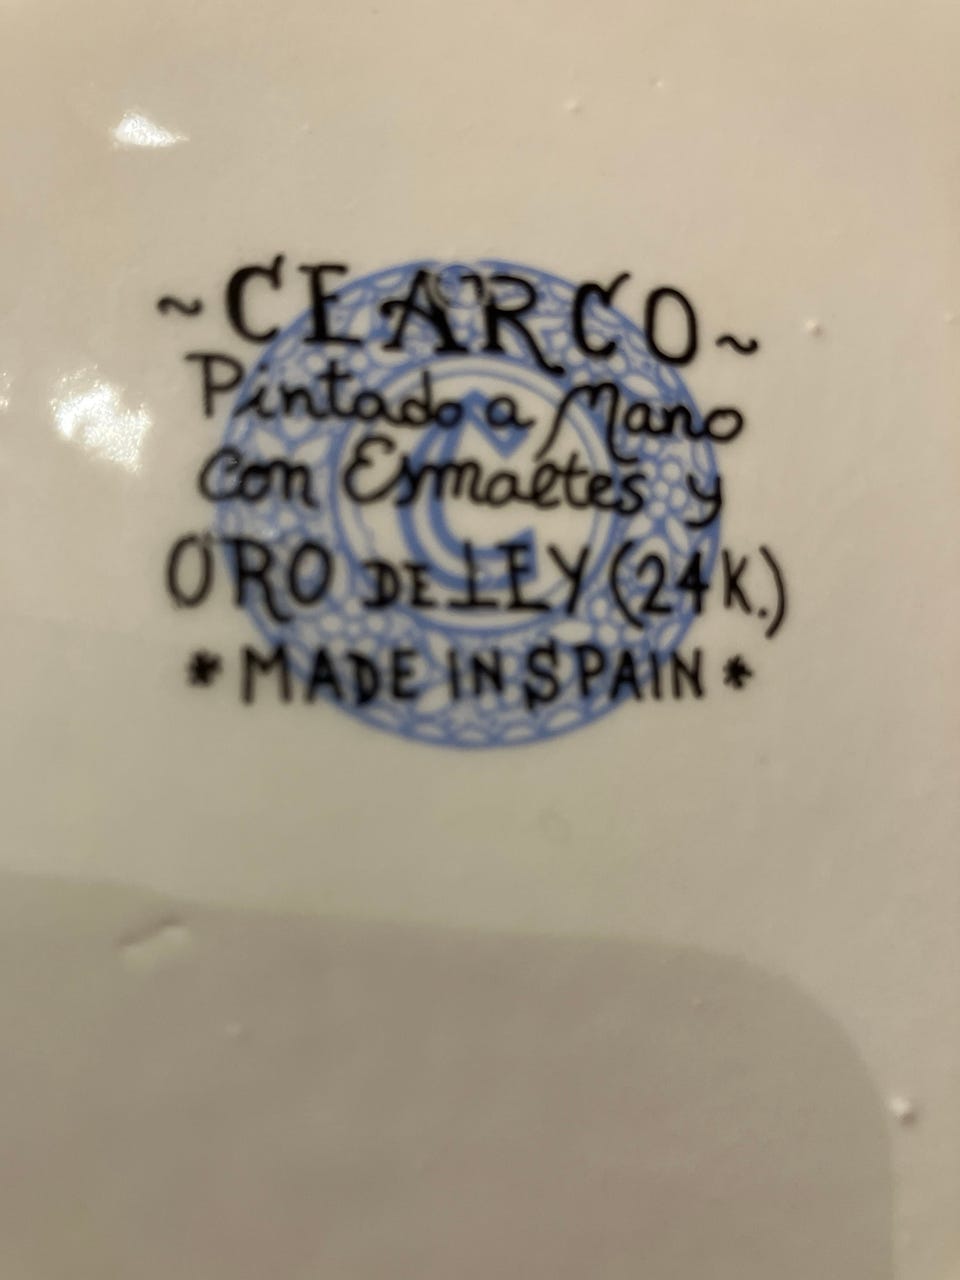 ~CEARCO~
Pintado a Mano
con Esmaltes y
ORO DE LEY (24K.)
* MADE IN SPAIN *